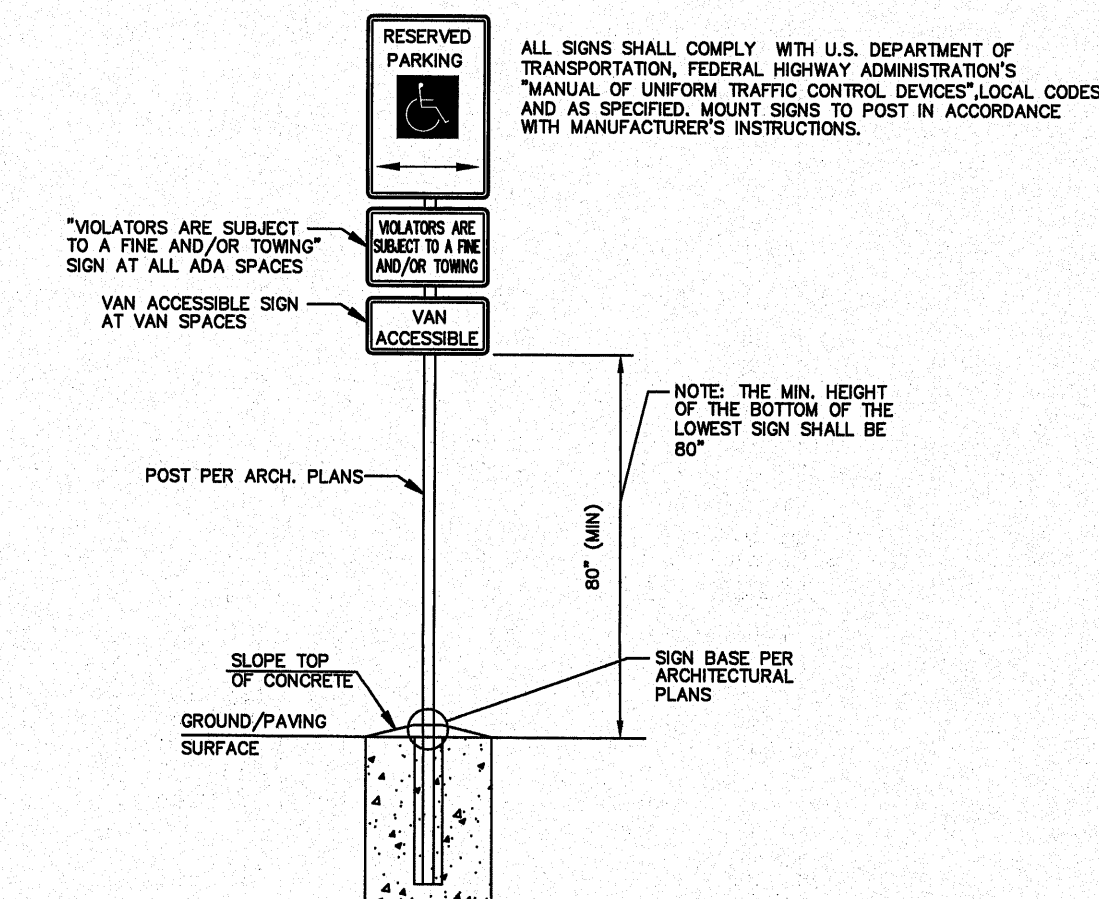 RESERVED
PARKING
ALL SIGNS SHALL COMPLY WITH U.S. DEPARTMENT OF
TRANSPORTATION, FEDERAL HIGHWAY ADMINISTRATION'S
"MANUAL OF UNIFORM TRAFFIC CONTROL DEVICES",LOCAL CODES
AND AS SPECIFIED. MOUNT SIGNS TO POST IN ACCORDANCE
WITH MANUFACTURER'S INSTRUCTIONS.
"VIOLATORS ARE SUBJECT
TO A FINE AND/OR TOWING"
SIGN AT ALL ADA SPACES
VIOLATORS ARE
SUBJECT TO A FINE
AND/OR TOWING
VAN ACCESSIBLE SIGN
AT VAN SPACES
VAN
ACCESSIBLE
NOTE: THE MIN. HEIGHT
OF THE BOTTOM OF THE
LOWEST SIGN SHALL BE
80"
POST PER ARCH. PLANS
80" (MIN)
SLOPE TOP
OF CONCRETE
SIGN BASE PER
ARCHITECTURAL
PLANS
GROUND/PAVING
SURFACE